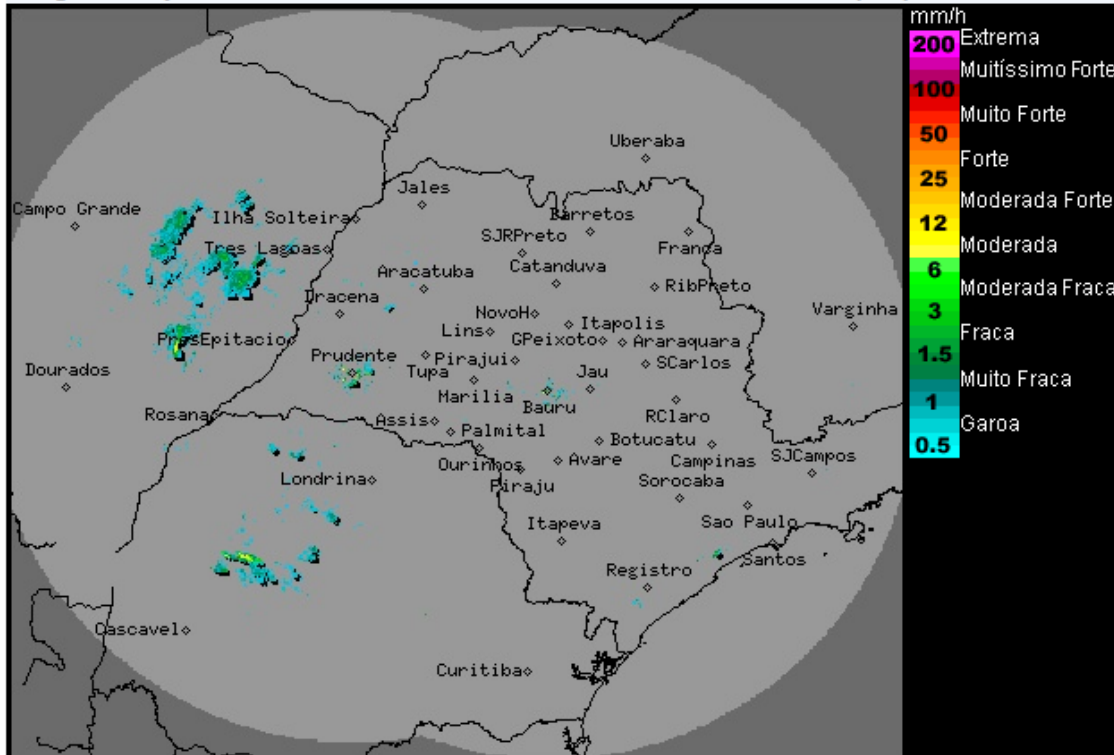 mm/h
200 Extrema
Muitíssimo Forte
100
Muito Forte
50
Forte
25
Moderada Forte
12
Moderada
6
Moderada Fraca
3
Fraca
1.5
Muito Fraca
1
Garoa
0.5
Uberaba
Jales
Campo Grande
Ilha Solteira
Barretos
SJRPreto
Franca
Tres Lagoas
Catanduva
Aracatuba
RibPreto
Dracena
NovoH
Varginha
Lins
Itapolis
PresEpitacio
GPeixoto
Araraquara
Prudente
Pirajui
SCarlos
Dourados
Tupa
Jau
Marilia
Bauru
Rosana
Assis
RClaro
Palmital
Botucatu
Ourinhos
Avare
Campinas
SJCampos
Londrina
Piraju
Sorocaba
Itapeva
Sao Paulo
Santos
Registro
Cascavel
Curitiba